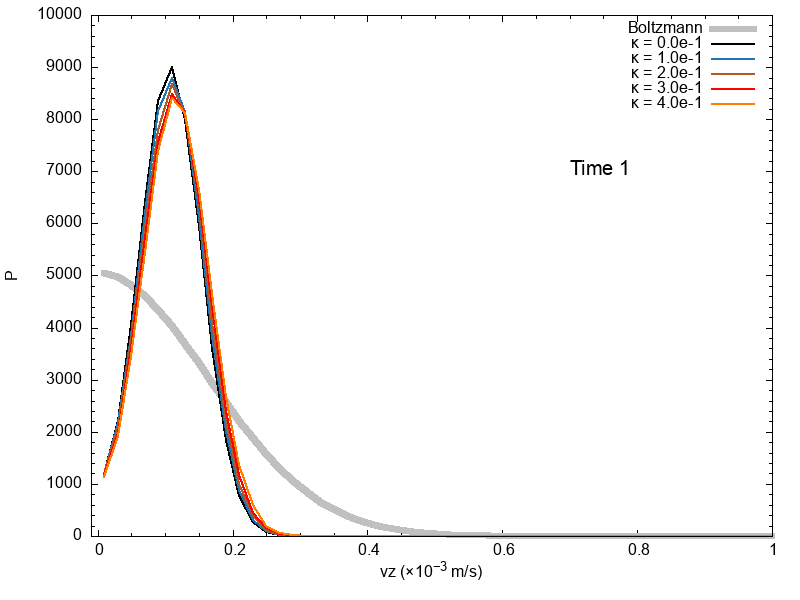 10000
9000
8000
7000
6000
5000
4000
3000
2000
1000
0
P
Boltzmann
κ = 0.0e-1
κ = 1.0e-1
κ = 2.0e-1
κ = 3.0e-1
κ = 4.0e-1
Time 1
0 0.2 0.4 0.6 0.8 1
vz (×10⁻³ m/s)